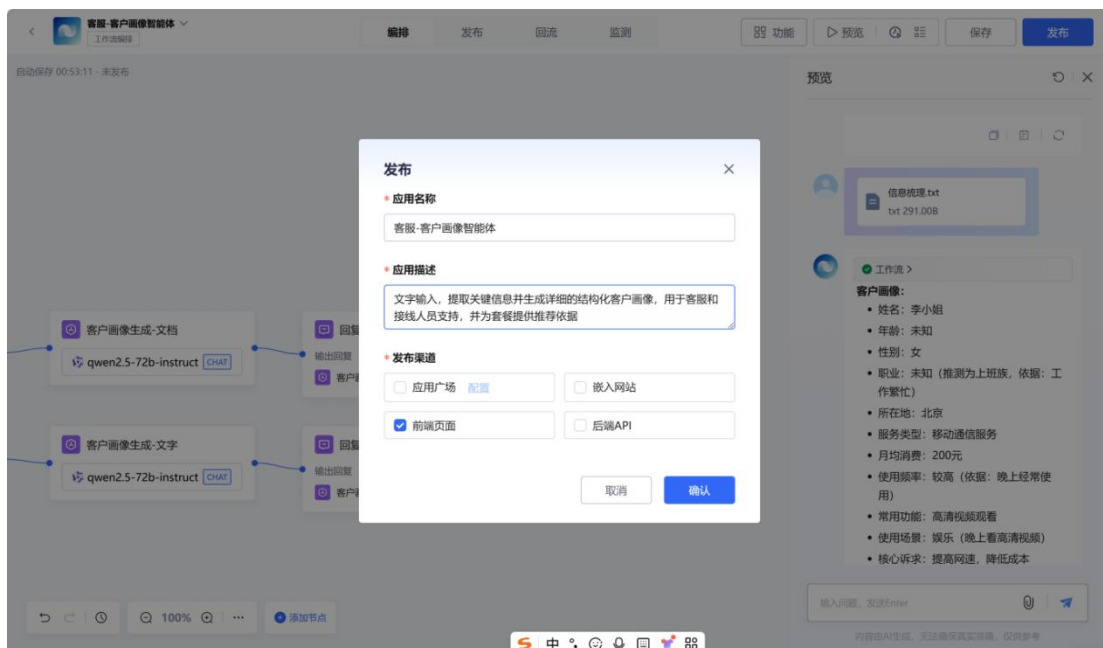 客服-客户画像智能体
工作流编排
编排 发布 回流 监测
功能 预览 保存 发布
自动保存 00:53:11 · 未发布
预览
信息梳理.txt
txt 291.00B
工作流 >
客户画像：
• 姓名：李小姐
• 年龄：未知
• 性别：女
• 职业：未知（推测为上班族，依据：工
作繁忙）
• 所在地：北京
• 服务类型：移动通信服务
• 月均消费：200元
• 使用频率：较高（依据：晚上经常使
用）
• 常用功能：高清视频观看
• 使用场景：娱乐（晚上看高清视频）
• 核心诉求：提高网速，降低成本
输入问题，发送Enter
内容由AI生成，无法确保真实准确，仅供参考
发布
* 应用名称
客服-客户画像智能体
* 应用描述
文字输入，提取关键信息并生成详细的结构化客户画像，用于客服和
接线人员支持，并为套餐提供推荐依据
* 发布渠道
应用广场 配置 嵌入网站
前端页面 后端API
取消 确认
客户画像生成-文档
qwen2.5-72b-instruct CHAT
回复
输出回复
客户画
客户画像生成-文字
qwen2.5-72b-instruct CHAT
回复
输出回复
客户画
100% 添加节点
中